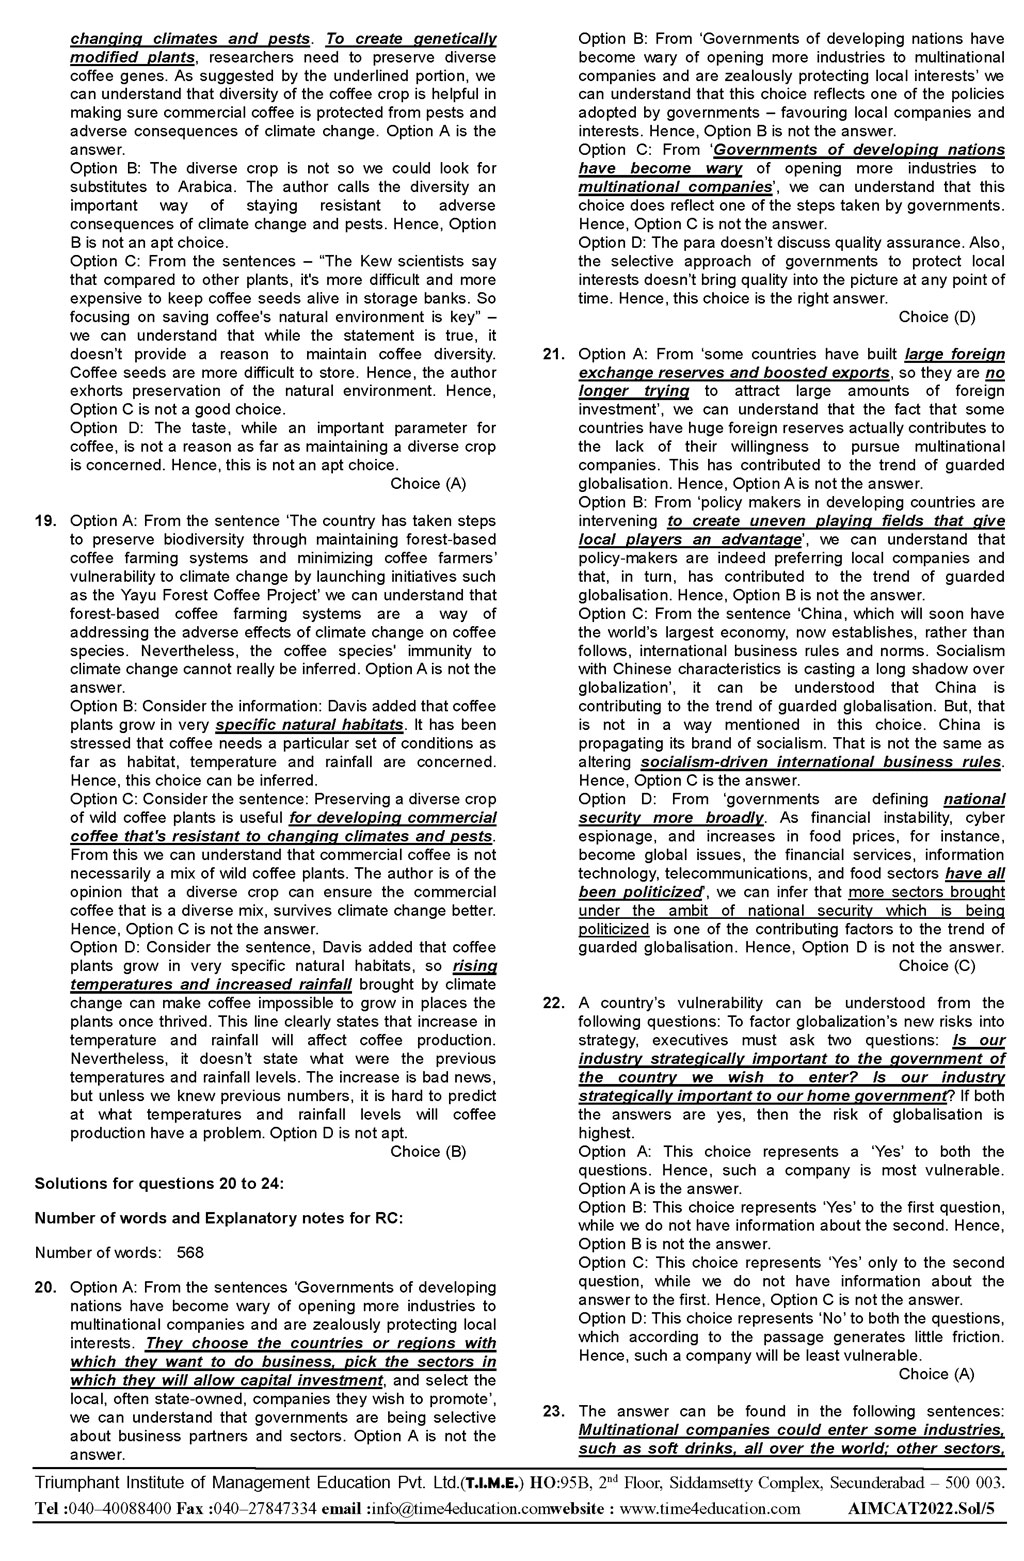 changing climates and pests. To create genetically
modified plants, researchers need to preserve diverse
coffee genes. As suggested by the underlined portion, we
can understand that diversity of the coffee crop is helpful in
making sure commercial coffee is protected from pests and
adverse consequences of climate change. Option A is the
answer.
Option B: The diverse crop is not so we could look for
substitutes to Arabica. The author calls the diversity an
important way of staying resistant to adverse
consequences of climate change and pests. Hence, Option
B is not an apt choice.
Option C: From the sentences – “The Kew scientists say
that compared to other plants, it's more difficult and more
expensive to keep coffee seeds alive in storage banks. So
focusing on saving coffee's natural environment is key” –
we can understand that while the statement is true, it
doesn’t provide a reason to maintain coffee diversity.
Coffee seeds are more difficult to store. Hence, the author
exhorts preservation of the natural environment. Hence,
Option C is not a good choice.
Option D: The taste, while an important parameter for
coffee, is not a reason as far as maintaining a diverse crop
is concerned. Hence, this is not an apt choice.
Choice (A)
19. Option A: From the sentence ‘The country has taken steps
to preserve biodiversity through maintaining forest-based
coffee farming systems and minimizing coffee farmers’
vulnerability to climate change by launching initiatives such
as the Yayu Forest Coffee Project’ we can understand that
forest-based coffee farming systems are a way of
addressing the adverse effects of climate change on coffee
species. Nevertheless, the coffee species' immunity to
climate change cannot really be inferred. Option A is not the
answer.
Option B: Consider the information: Davis added that coffee
plants grow in very specific natural habitats. It has been
stressed that coffee needs a particular set of conditions as
far as habitat, temperature and rainfall are concerned.
Hence, this choice can be inferred.
Option C: Consider the sentence: Preserving a diverse crop
of wild coffee plants is useful for developing commercial
coffee that's resistant to changing climates and pests.
From this we can understand that commercial coffee is not
necessarily a mix of wild coffee plants. The author is of the
opinion that a diverse crop can ensure the commercial
coffee that is a diverse mix, survives climate change better.
Hence, Option C is not the answer.
Option D: Consider the sentence, Davis added that coffee
plants grow in very specific natural habitats, so rising
temperatures and increased rainfall brought by climate
change can make coffee impossible to grow in places the
plants once thrived. This line clearly states that increase in
temperature and rainfall will affect coffee production.
Nevertheless, it doesn’t state what were the previous
temperatures and rainfall levels. The increase is bad news,
but unless we knew previous numbers, it is hard to predict
at what temperatures and rainfall levels will coffee
production have a problem. Option D is not apt.
Choice (B)
Solutions for questions 20 to 24:
Number of words and Explanatory notes for RC:
Number of words: 568
20. Option A: From the sentences ‘Governments of developing
nations have become wary of opening more industries to
multinational companies and are zealously protecting local
interests. They choose the countries or regions with
which they want to do business, pick the sectors in
which they will allow capital investment, and select the
local, often state-owned, companies they wish to promote’,
we can understand that governments are being selective
about business partners and sectors. Option A is not the
answer.
Option B: From ‘Governments of developing nations have
become wary of opening more industries to multinational
companies and are zealously protecting local interests’ we
can understand that this choice reflects one of the policies
adopted by governments – favouring local companies and
interests. Hence, Option B is not the answer.
Option C: From ‘Governments of developing nations
have become wary of opening more industries to
multinational companies’, we can understand that this
choice does reflect one of the steps taken by governments.
Hence, Option C is not the answer.
Option D: The para doesn’t discuss quality assurance. Also,
the selective approach of governments to protect local
interests doesn’t bring quality into the picture at any point of
time. Hence, this choice is the right answer.
Choice (D)
21. Option A: From ‘some countries have built large foreign
exchange reserves and boosted exports, so they are no
longer trying to attract large amounts of foreign
investment’, we can understand that the fact that some
countries have huge foreign reserves actually contributes to
the lack of their willingness to pursue multinational
companies. This has contributed to the trend of guarded
globalisation. Hence, Option A is not the answer.
Option B: From ‘policy makers in developing countries are
intervening to create uneven playing fields that give
local players an advantage’, we can understand that
policy-makers are indeed preferring local companies and
that, in turn, has contributed to the trend of guarded
globalisation. Hence, Option B is not the answer.
Option C: From the sentence ‘China, which will soon have
the world’s largest economy, now establishes, rather than
follows, international business rules and norms. Socialism
with Chinese characteristics is casting a long shadow over
globalization’, it can be understood that China is
contributing to the trend of guarded globalisation. But, that
is not in a way mentioned in this choice. China is
propagating its brand of socialism. That is not the same as
altering socialism-driven international business rules.
Hence, Option C is the answer.
Option D: From ‘governments are defining national
security more broadly. As financial instability, cyber
espionage, and increases in food prices, for instance,
become global issues, the financial services, information
technology, telecommunications, and food sectors have all
been politicized’, we can infer that more sectors brought
under the ambit of national security which is being
politicized is one of the contributing factors to the trend of
guarded globalisation. Hence, Option D is not the answer.
Choice (C)
22. A country’s vulnerability can be understood from the
following questions: To factor globalization’s new risks into
strategy, executives must ask two questions: Is our
industry strategically important to the government of
the country we wish to enter? Is our industry
strategically important to our home government? If both
the answers are yes, then the risk of globalisation is
highest.
Option A: This choice represents a ‘Yes’ to both the
questions. Hence, such a company is most vulnerable.
Option A is the answer.
Option B: This choice represents ‘Yes’ to the first question,
while we do not have information about the second. Hence,
Option B is not the answer.
Option C: This choice represents ‘Yes’ only to the second
question, while we do not have information about the
answer to the first. Hence, Option C is not the answer.
Option D: This choice represents ‘No’ to both the questions,
which according to the passage generates little friction.
Hence, such a company will be least vulnerable.
Choice (A)
23. The answer can be found in the following sentences:
Multinational companies could enter some industries,
such as soft drinks, all over the world; other sectors,
Triumphant Institute of Management Education Pvt. Ltd.(T.I.M.E.) HO:95B, 2nd Floor, Siddamsetty Complex, Secunderabad – 500 003.
Tel :040–40088400 Fax :040–27847334 email :info@time4education.comwebsite : www.time4education.com AIMCAT2022.Sol/5